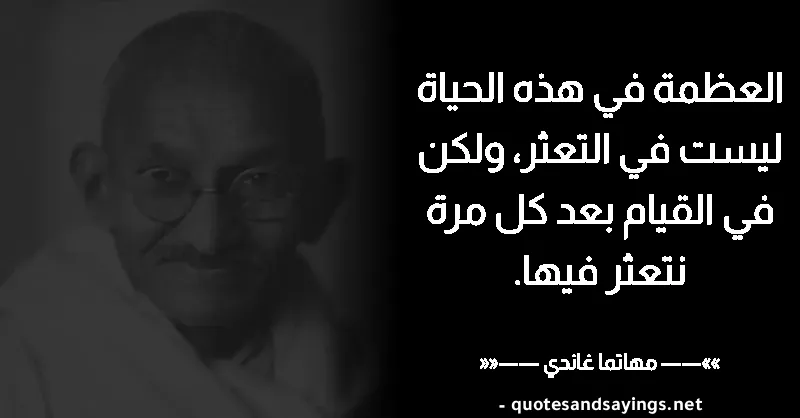 العظمة في هذه الحياة
ليست في التعثر، ولكن
في القيام بعد كل مرة
نتعثر فيها.
»»—— مهاتما غاندي ——««
- quotesandsayings.net